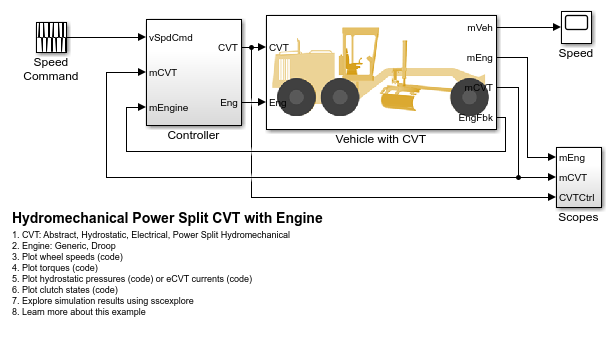 Speed
Command
vSpdCmd
mCVT
mEngine
CVT
Eng
Controller
CVT
Eng
mVeh
mEng
mCVT
EngFbk
Vehicle with CVT
Speed
mEng
mCVT
CVTCtrl
Scopes
Hydromechanical Power Split CVT with Engine
1. CVT: Abstract, Hydrostatic, Electrical, Power Split Hydromechanical
2. Engine: Generic, Droop
3. Plot wheel speeds (code)
4. Plot torques (code)
5. Plot hydrostatic pressures (code) or eCVT currents (code)
6. Plot clutch states (code)
7. Explore simulation results using sscexplore
8. Learn more about this example